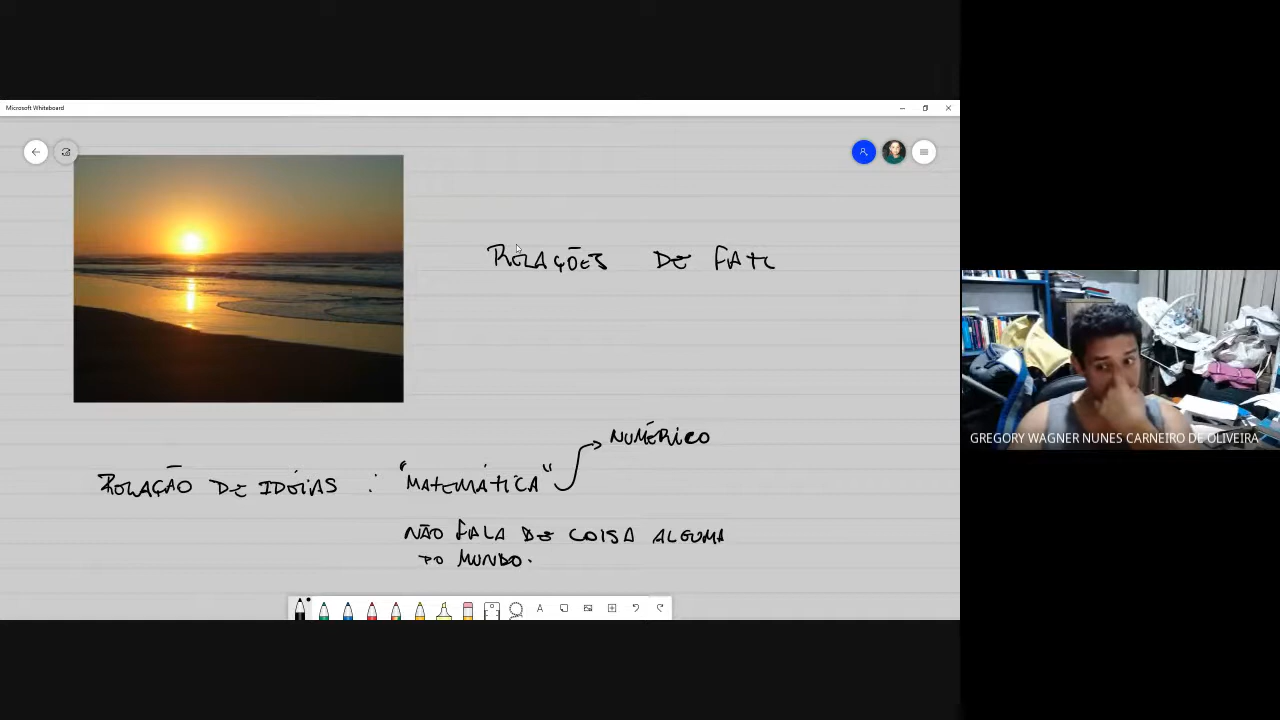 Microsoft Whiteboard
RELAÇÕES DE FATO
NUMÉRICO
RELAÇÃO DE IDÉIAS : "MATEMÁTICA"
NÃO FALA DE COISA ALGUMA
DO MUNDO.
A
GREGORY WAGNER NUNES CARNEIRO DE OLIVEIRA